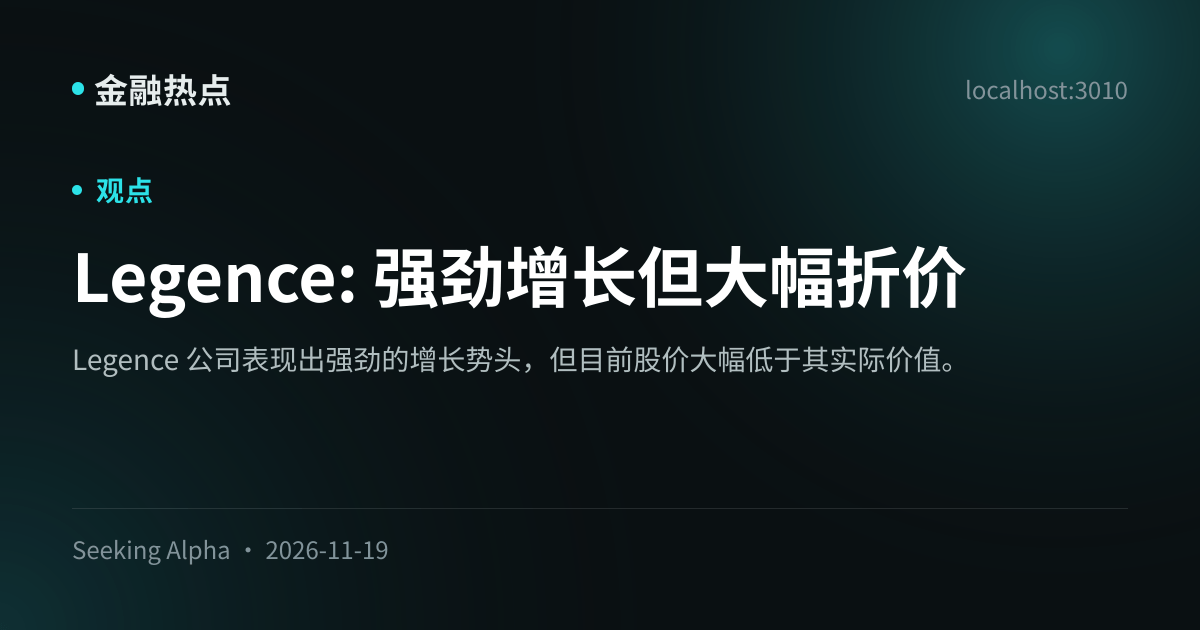 金融热点
localhost:3010
观点
Legence: 强劲增长但大幅折价
Legence 公司表现出强劲的增长势头，但目前股价大幅低于其实际价值。
Seeking Alpha · 2026-11-19